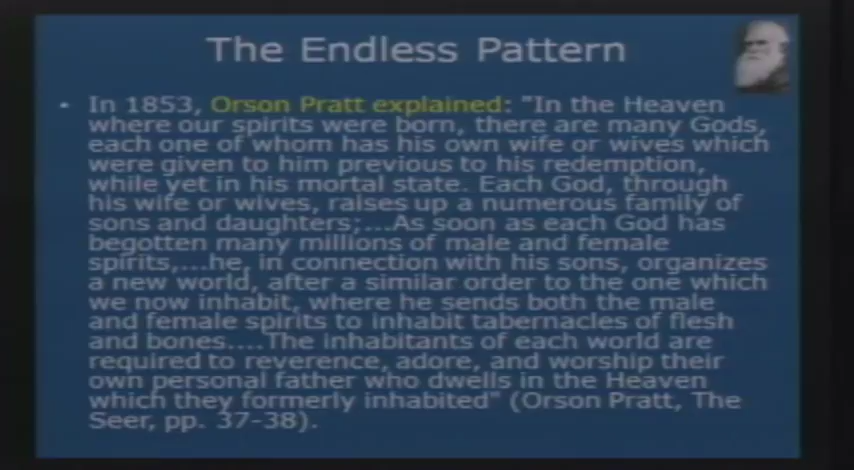 The Endless Pattern
• In 1853, Orson Pratt explained: "In the Heaven
where our spirits were born, there are many Gods,
each one of whom has his own wife or wives which
were given to him previous to his redemption,
while yet in his mortal state. Each God, through
his wife or wives, raises up a numerous family of
sons and daughters;...As soon as each God has
begotten many millions of male and female
spirits,...he, in connection with his sons, organizes
a new world, after a similar order to the one which
we now inhabit, where he sends both the male
and female spirits to inhabit tabernacles of flesh
and bones....The inhabitants of each world are
required to reverence, adore, and worship their
own personal father who dwells in the Heaven
which they formerly inhabited" (Orson Pratt, The
Seer, pp. 37-38).